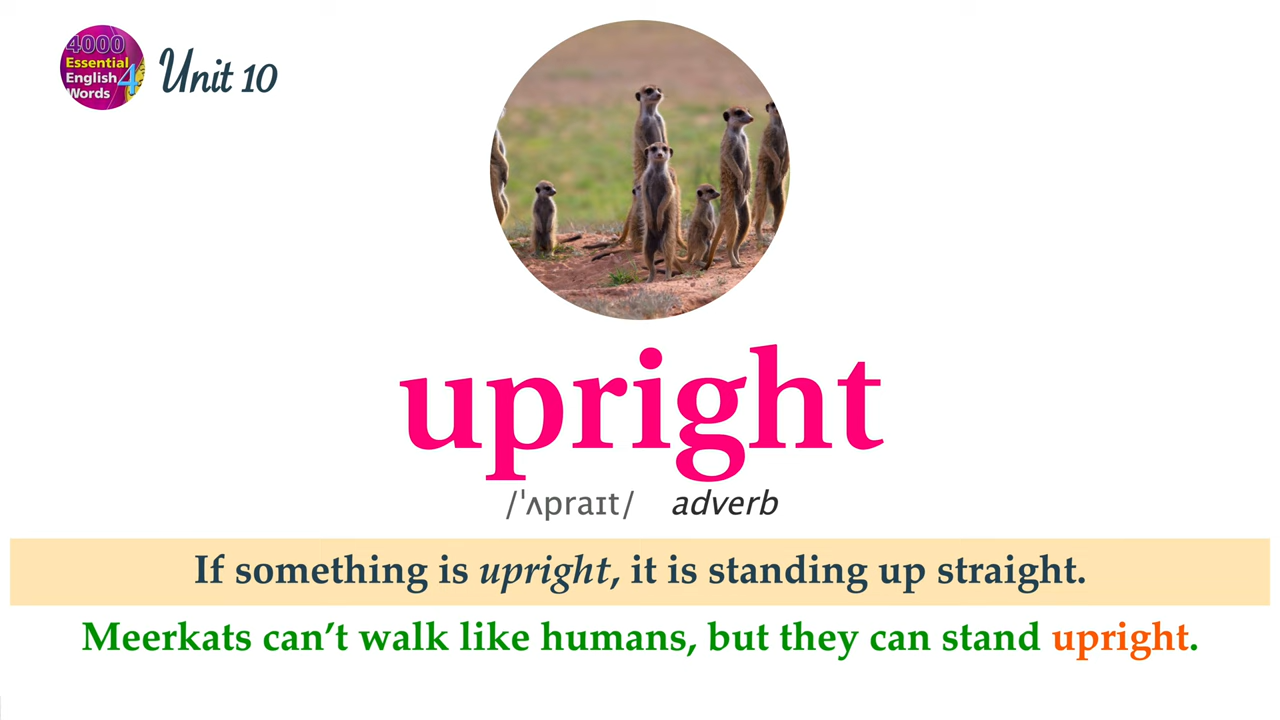 4000
Essential
English
Words
4
Unit 10
upright
/ˈʌpraɪt/ adverb
If something is upright, it is standing up straight.
Meerkats can’t walk like humans, but they can stand upright.